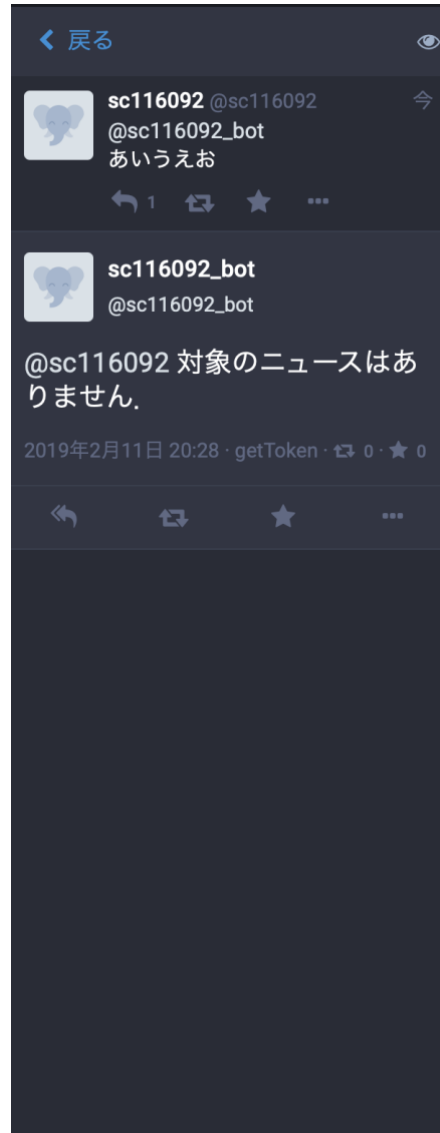 戻る
sc116092 @sc116092 今
@sc116092_bot
あいうえお
1
sc116092_bot
@sc116092_bot
@sc116092 対象のニュースはあ
りません.
2019年2月11日 20:28 · getToken · 0 · 0